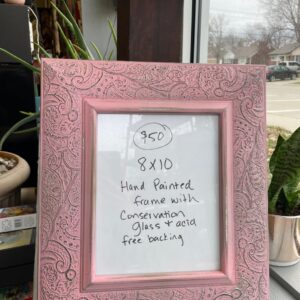 $50
8X10
Hand Painted
frame with
Conservation
glass + acid
free backing